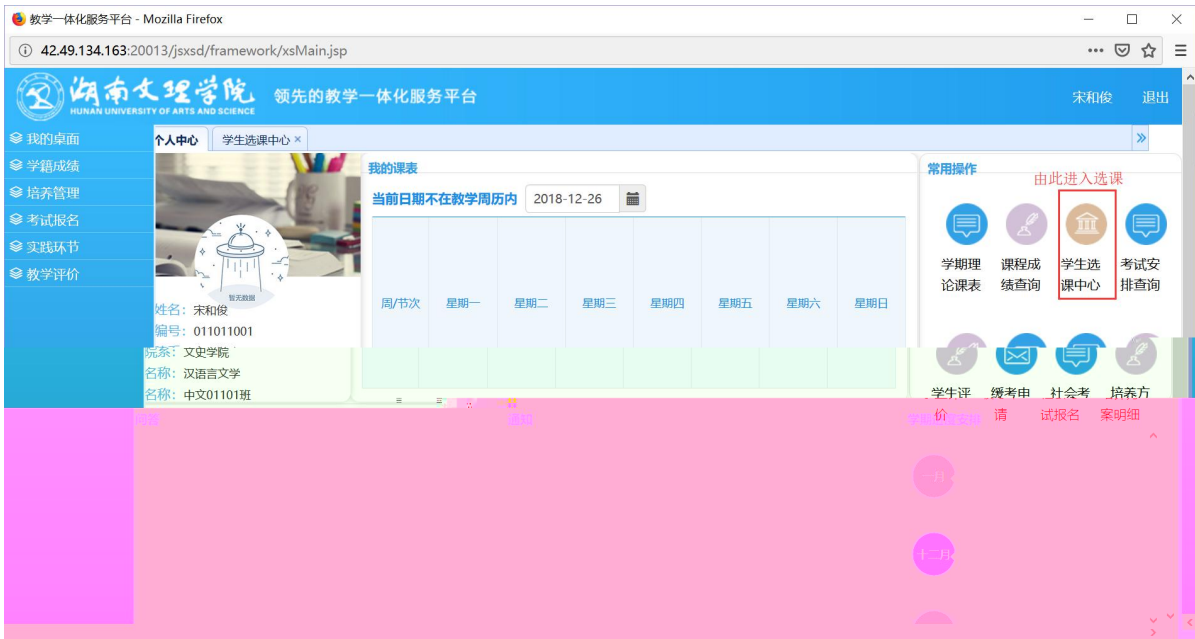 教学一体化服务平台 - Mozilla Firefox
42.49.134.163:20013/jsxsd/framework/xsMain.jsp
湖南文理学院
HUNAN UNIVERSITY OF ARTS AND SCIENCE
领先的教学一体化服务平台
宋和俊 退出
我的桌面
学籍成绩
培养管理
考试报名
实践环节
教学评价
个人中心 学生选课中心 ×
暂无数据
姓名: 宋和俊
编号: 011011001
院系: 文史学院
名称: 汉语言文学
名称: 中文01101班
我的课表
当前日期不在教学周历内 2018-12-26
周/节次 星期一 星期二 星期三 星期四 星期五 星期六 星期日
常用操作
由此进入选课
学期理论课表
课程成绩查询
学生选课中心
考试安排查询
学生评价
缓考申请
社会考试报名
培养方案明细
通知
一月
十二月